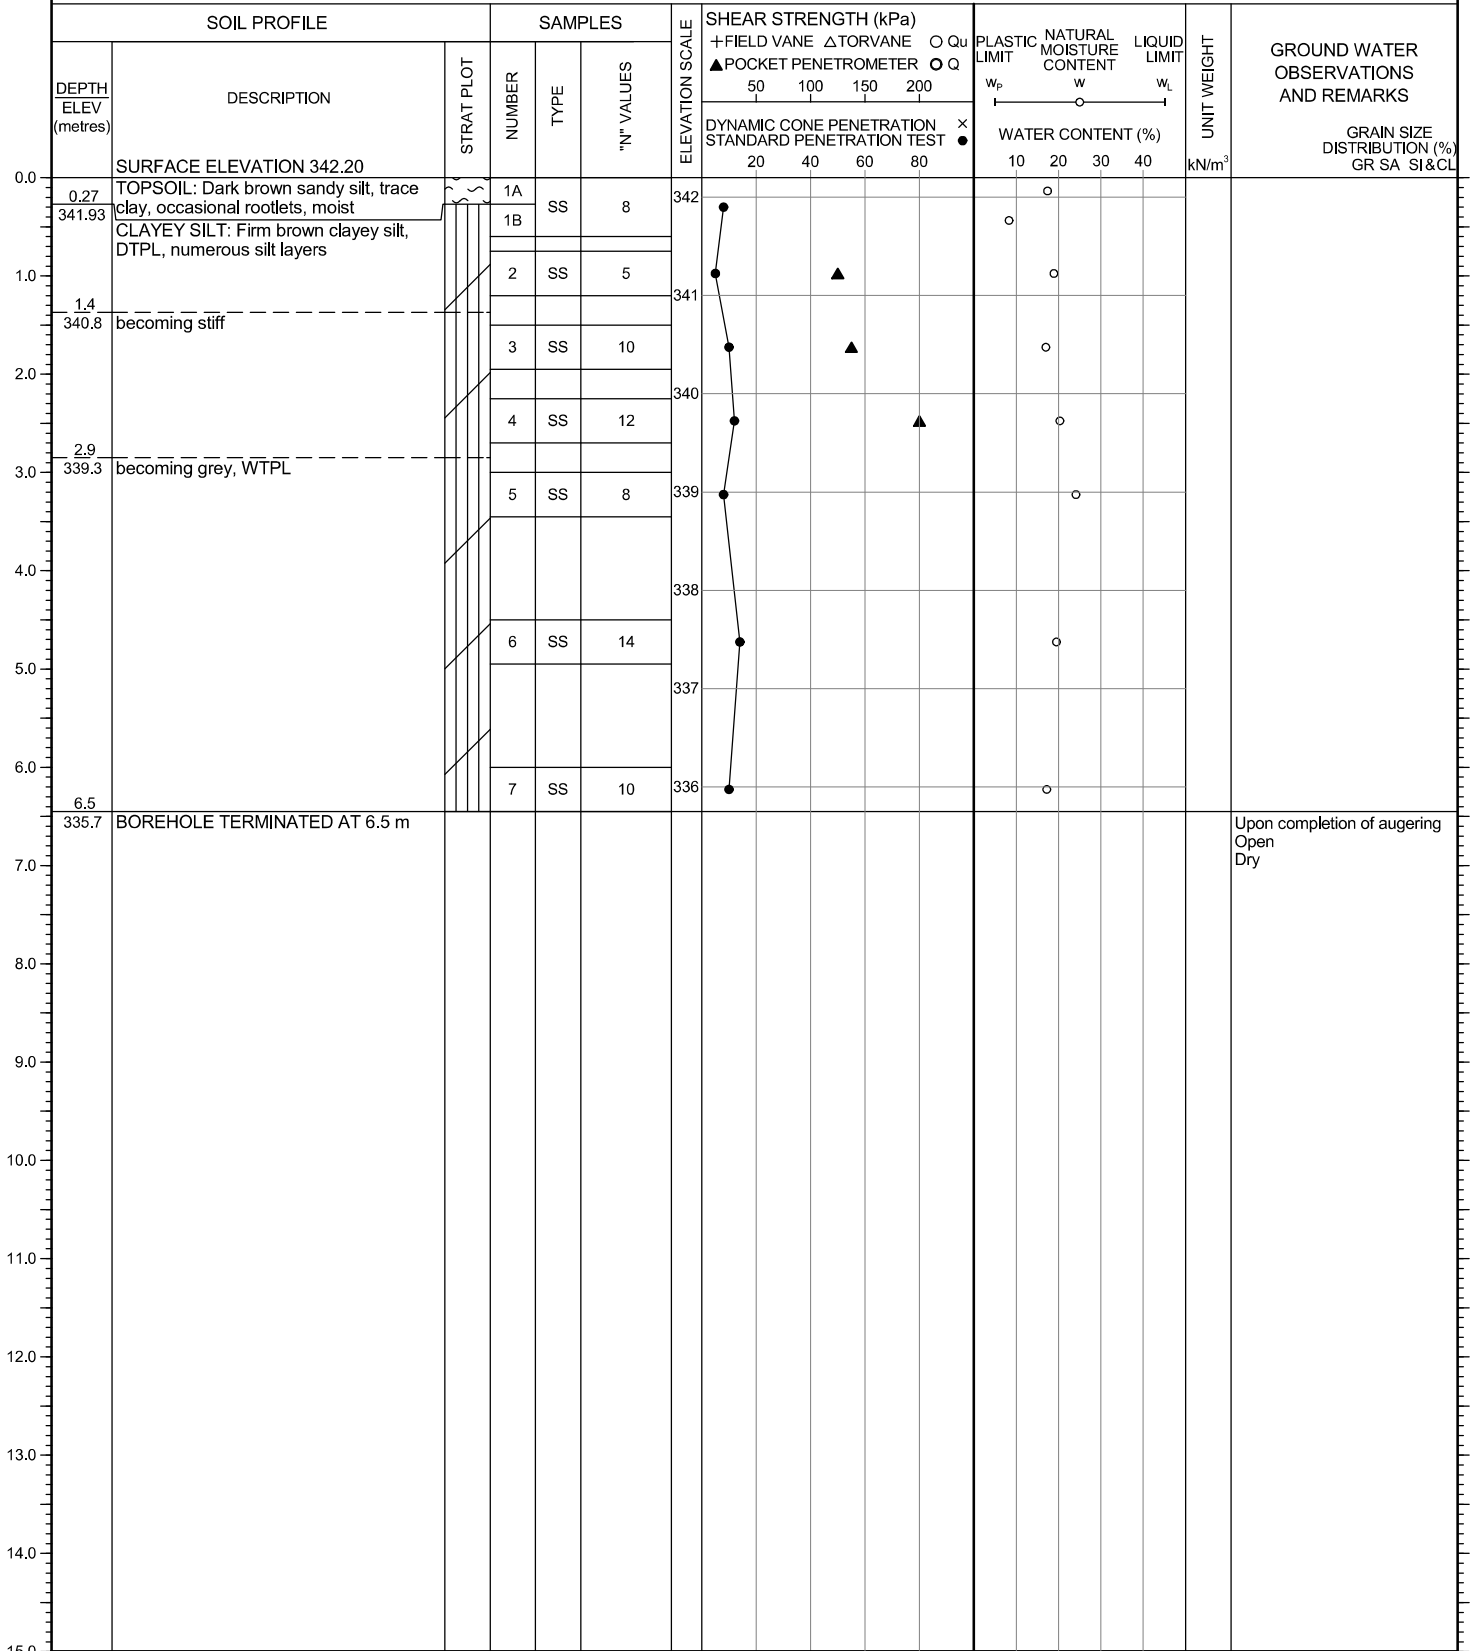 SOIL PROFILE
SAMPLES
DEPTH
ELEV
(metres)
DESCRIPTION
STRAT PLOT
NUMBER
TYPE
"N" VALUES
ELEVATION SCALE
SHEAR STRENGTH (kPa)
+FIELD VANE △TORVANE ○ Qu
▲POCKET PENETROMETER O Q
50 100 150 200
DYNAMIC CONE PENETRATION ×
STANDARD PENETRATION TEST ●
20 40 60 80
PLASTIC LIMIT
NATURAL MOISTURE CONTENT
LIQUID LIMIT
WP W WL
WATER CONTENT (%)
10 20 30 40
UNIT WEIGHT
kN/m3
GROUND WATER
OBSERVATIONS
AND REMARKS
GRAIN SIZE
DISTRIBUTION (%)
GR SA SI&CL
SURFACE ELEVATION 342.20
0.0
0.27
341.93
TOPSOIL: Dark brown sandy silt, trace
clay, occasional rootlets, moist
1A
1B
SS
8
342
CLAYEY SILT: Firm brown clayey silt,
DTPL, numerous silt layers
1.0
2 SS 5
341
1.4
340.8 becoming stiff
3 SS 10
2.0
340
4 SS 12
2.9
339.3 becoming grey, WTPL
3.0
5 SS 8
339
4.0
338
6 SS 14
5.0
337
6.0
7 SS 10
336
6.5
335.7 BOREHOLE TERMINATED AT 6.5 m
Upon completion of augering
Open
Dry
7.0
8.0
9.0
10.0
11.0
12.0
13.0
14.0
15.0